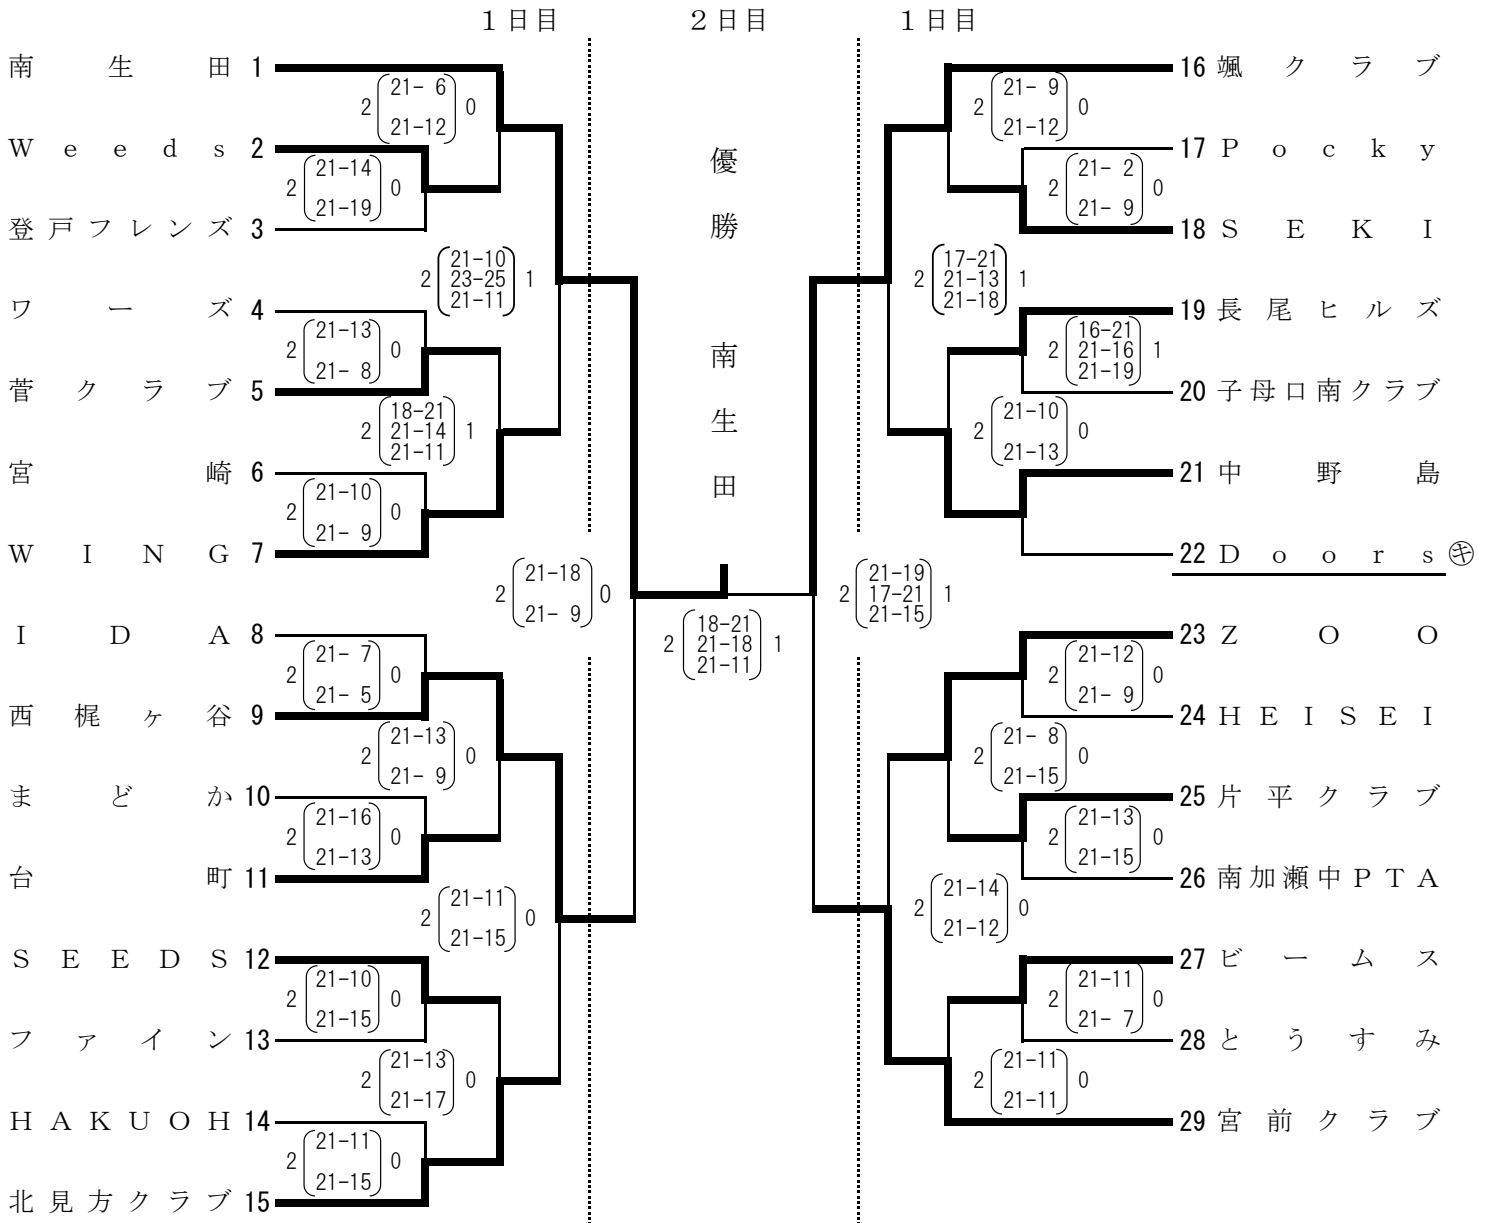 1日目
2日目
1日目
南生田 1
Weeds 2
登戸フレンズ 3
ワーズ 4
菅クラブ 5
宮崎 6
WING 7
IDA 8
西梶ヶ谷 9
まどか 10
台町 11
SEEDS 12
ファイン 13
HAKUOH 14
北見方クラブ 15
2 21- 6 0
21-12
2 21-14 0
21-19
21-10
2 23-25 1
21-11
2 21-13 0
21- 8
18-21
2 21-14 1
21-11
2 21-10 0
21- 9
2 21-18 0
21- 9
2 21- 7 0
21- 5
2 21-13 0
21- 9
2 21-16 0
21-13
2 21-11 0
21-15
2 21-10 0
21-15
2 21-13 0
21-17
2 21-11 0
21-15
優勝 南生田
18-21
2 21-18 1
21-11
2 21- 9 0
21-12
2 21- 2 0
21- 9
17-21
2 21-13 1
21-18
16-21
2 21-16 1
21-19
2 21-10 0
21-13
21-19
2 17-21 1
21-15
2 21-12 0
21- 9
2 21- 8 0
21-15
2 21-13 0
21-15
2 21-14 0
21-12
2 21-11 0
21- 7
2 21-11 0
21-11
16 颯クラブ
17 Pocky
18 SEKI
19 長尾ヒルズ
20 子母口南クラブ
21 中野島
22 Doors㋖
23 ZOO
24 HEISEI
25 片平クラブ
26 南加瀬中PTA
27 ビームス
28 とうすみ
29 宮前クラブ